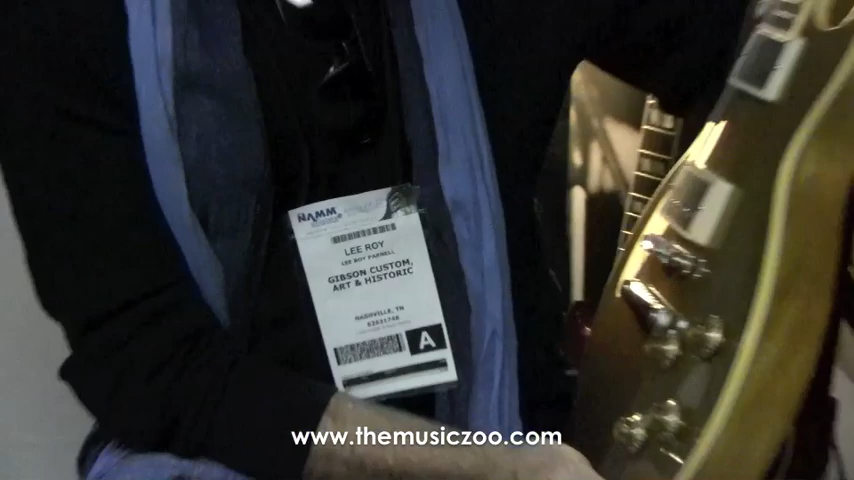 NAMM
LEE ROY
LEE ROY PARNELL
GIBSON CUSTOM,
ART & HISTORIC
NASHVILLE, TN
A
www.themusiczoo.com